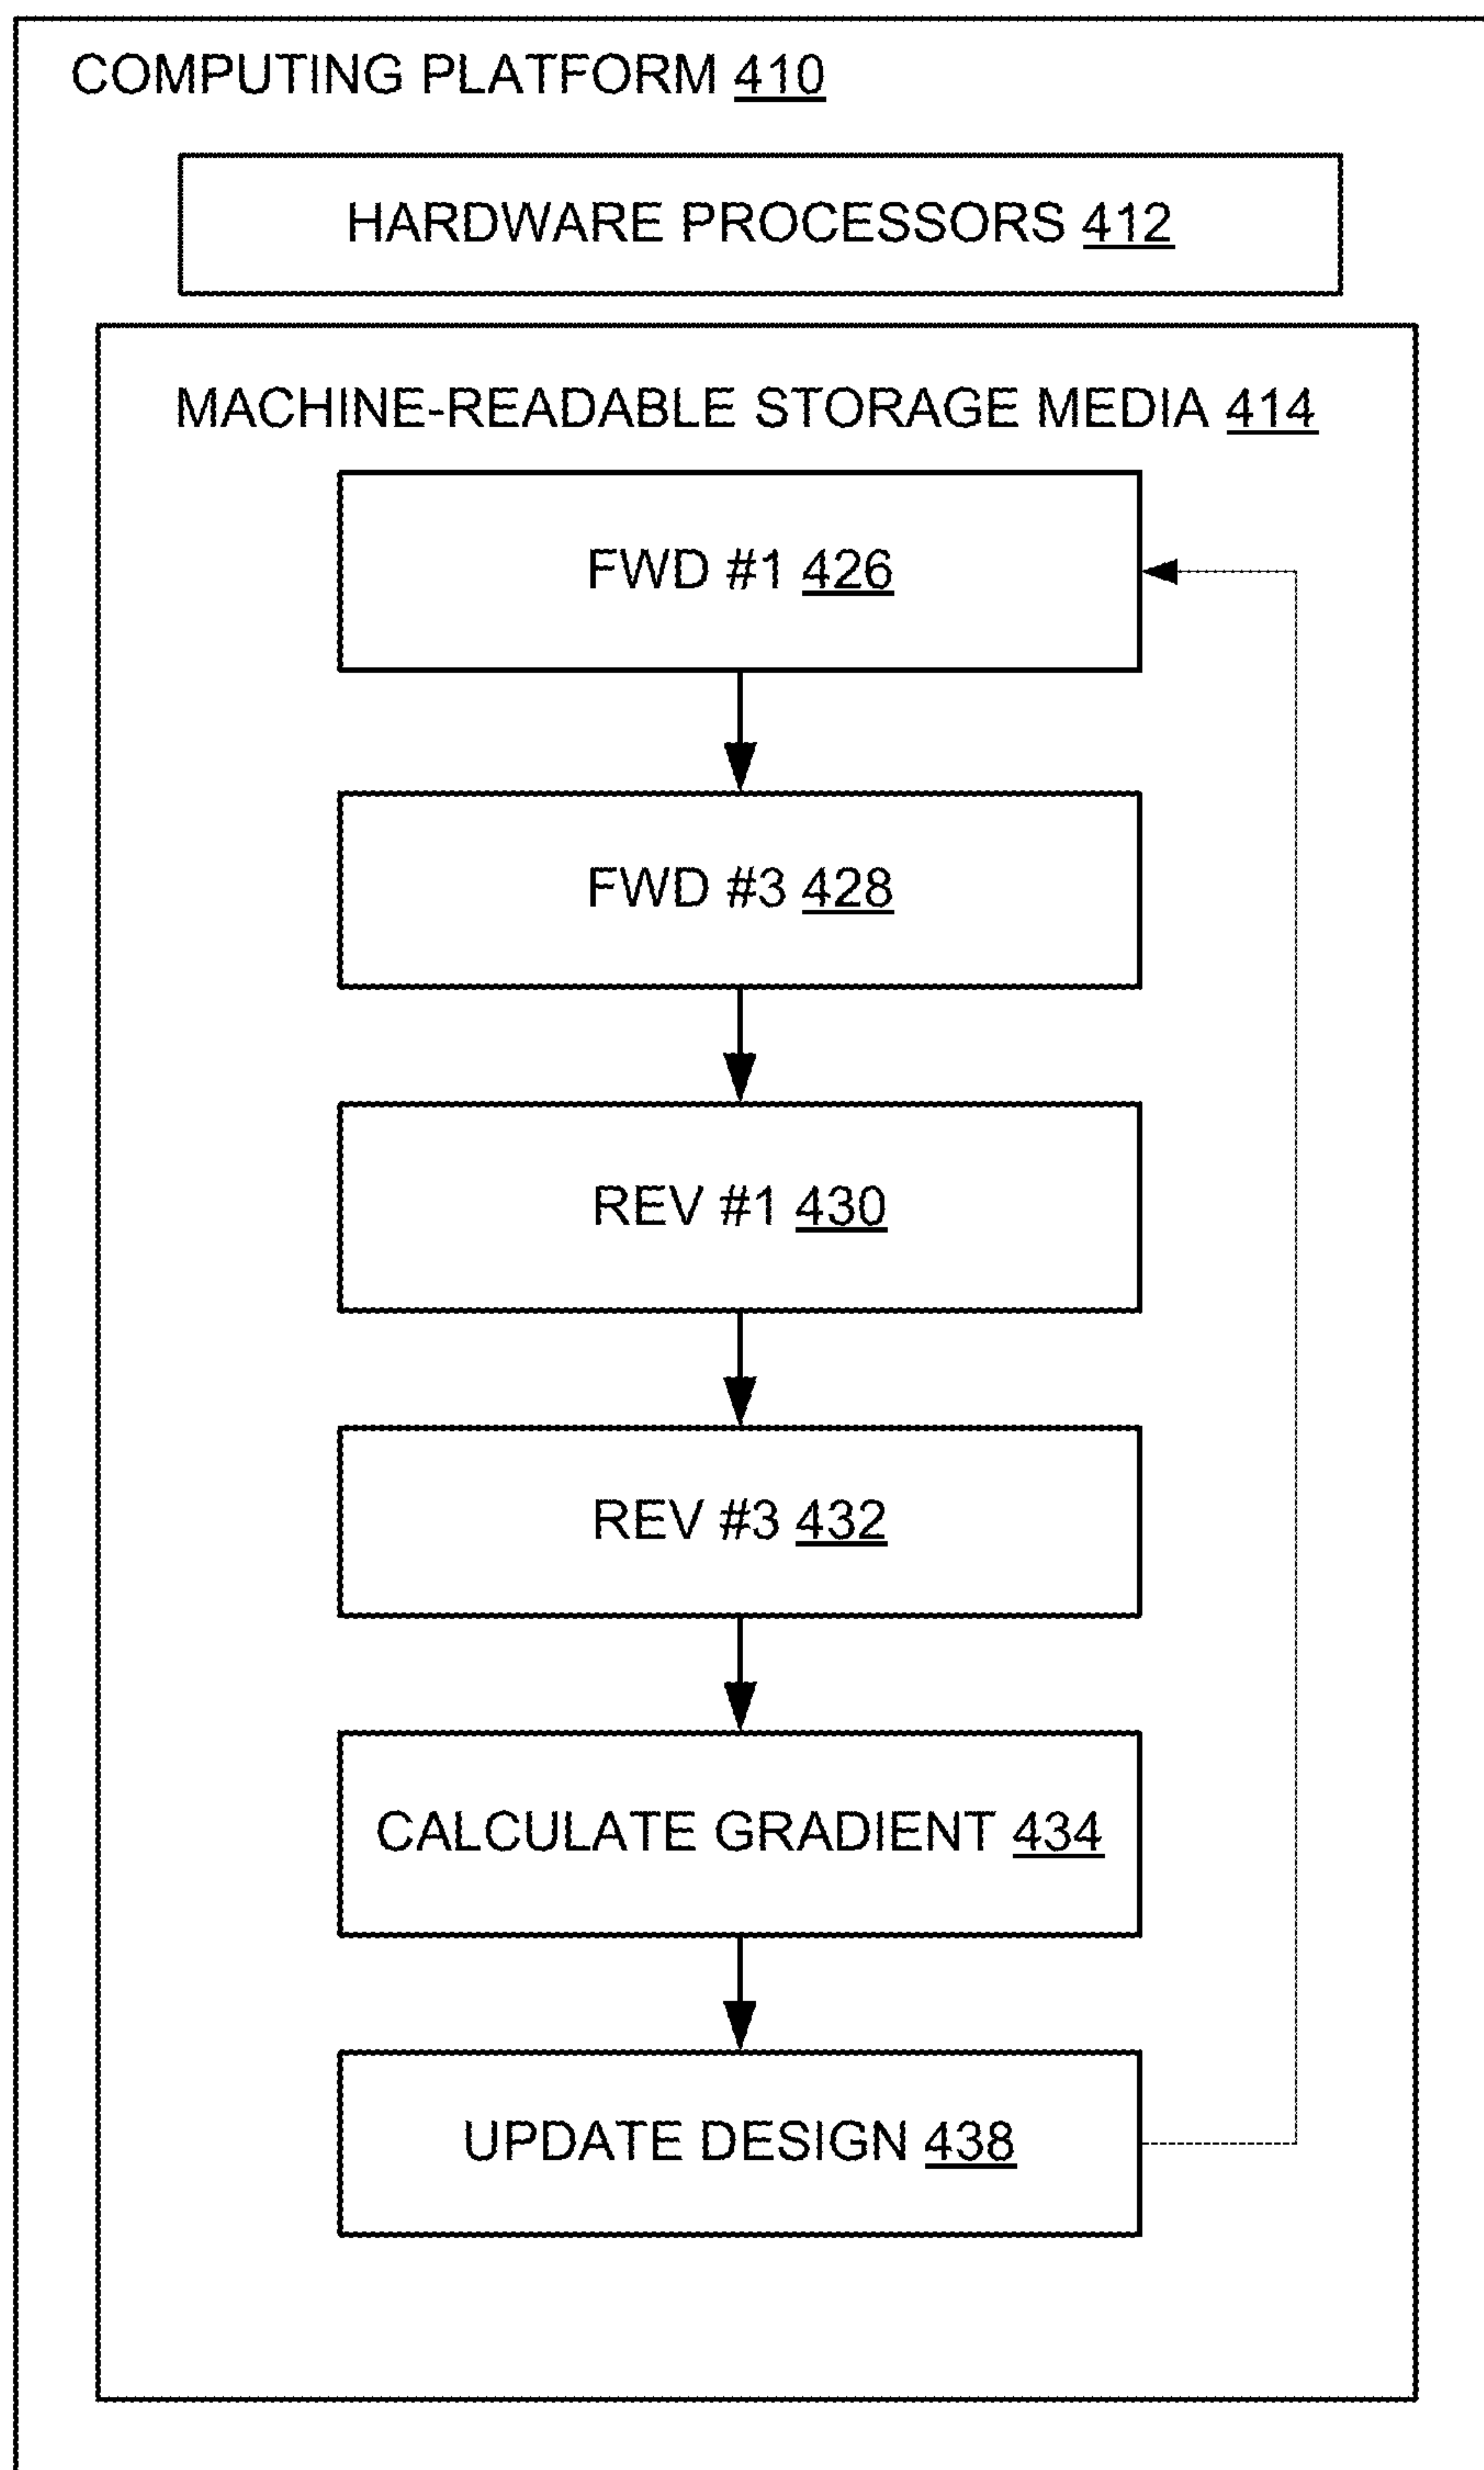 COMPUTING PLATFORM 410
HARDWARE PROCESSORS 412
MACHINE-READABLE STORAGE MEDIA 414
FWD #1 426
FWD #3 428
REV #1 430
REV #3 432
CALCULATE GRADIENT 434
UPDATE DESIGN 438